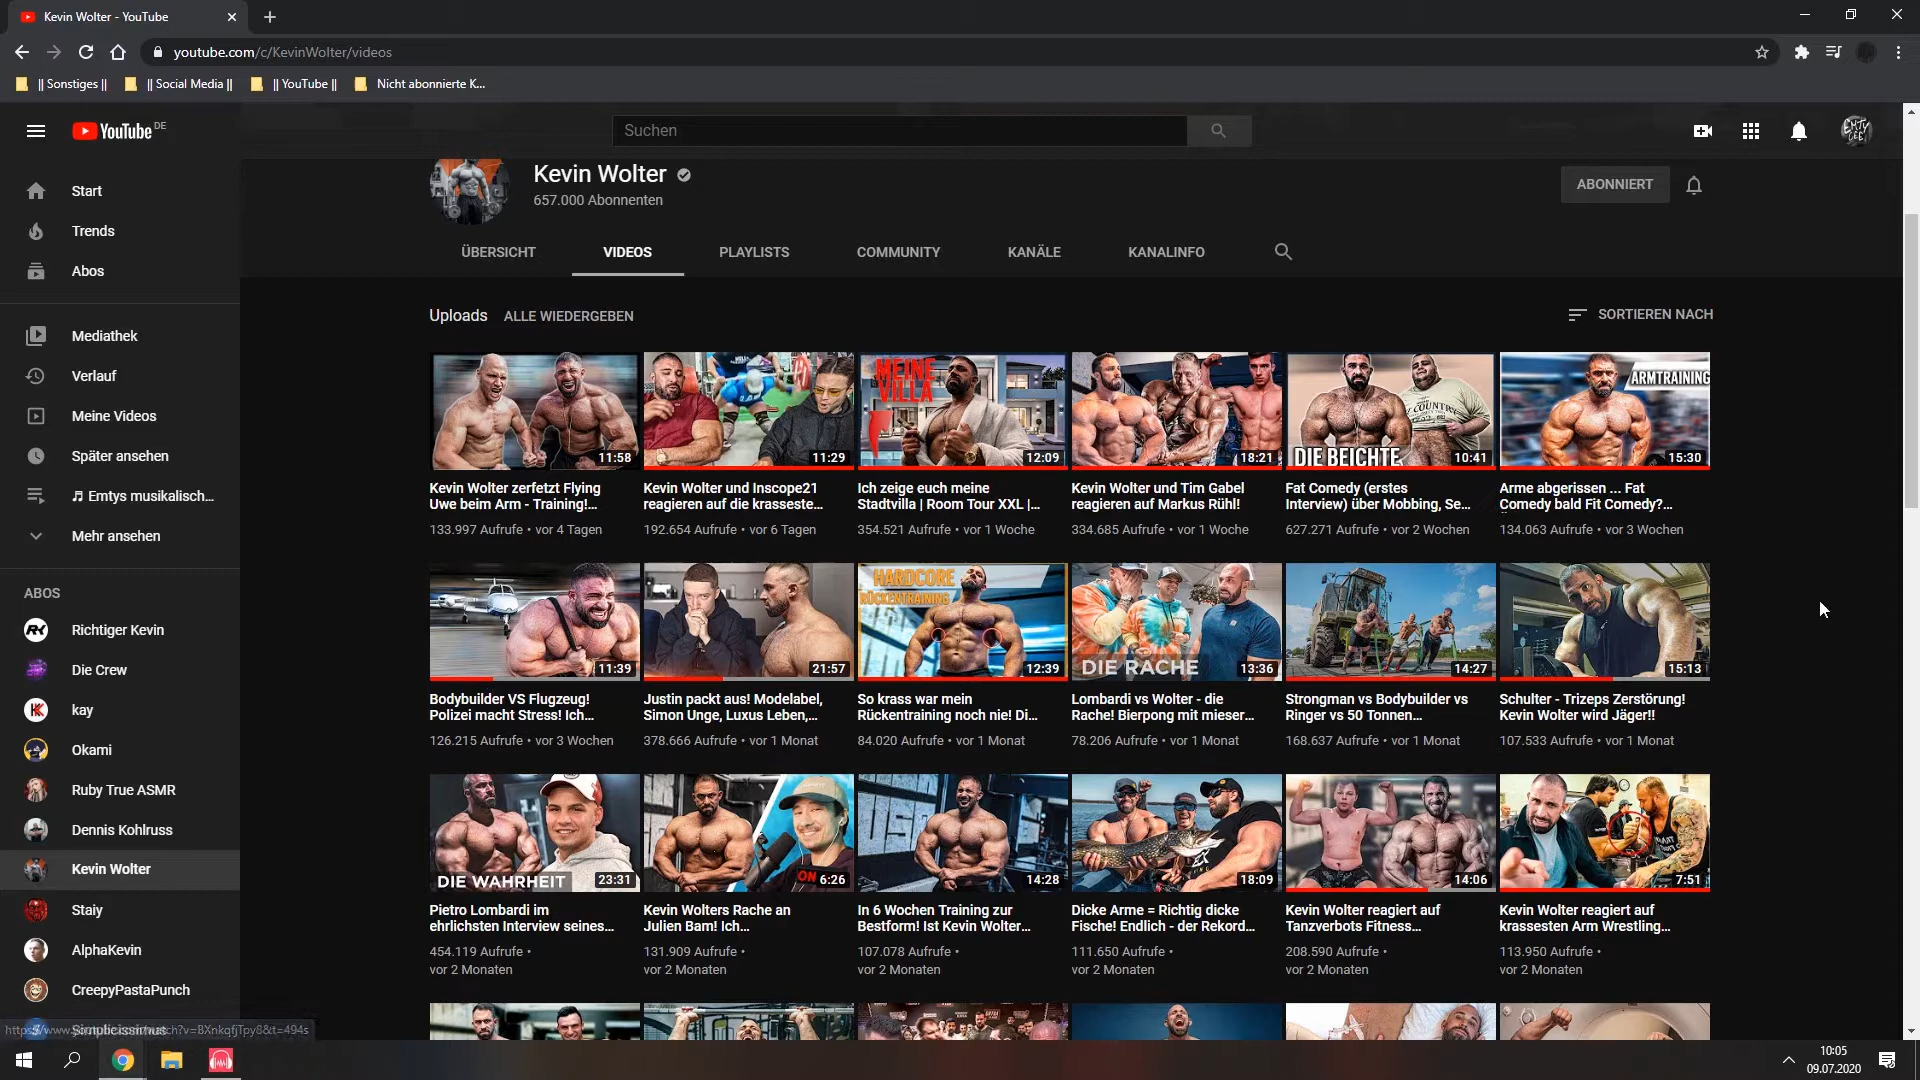 Kevin Wolter - YouTube
youtube.com/c/KevinWolter/videos
|| Sonstiges || || Social Media || || YouTube || Nicht abonnierte K...
YouTube DE
Suchen
Start
Trends
Abos
Mediathek
Verlauf
Meine Videos
Später ansehen
♬ Emtys musikalisch...
Mehr ansehen
ABOS
Richtiger Kevin
Die Crew
kay
Okami
Ruby True ASMR
Dennis Kohlruss
Kevin Wolter
Staiy
AlphaKevin
CreepyPastaPunch
Kevin Wolter
657.000 Abonnenten
ABONNIERT
ÜBERSICHT VIDEOS PLAYLISTS COMMUNITY KANÄLE KANALINFO
Uploads ALLE WIEDERGEBEN
SORTIEREN NACH
11:58
Kevin Wolter zerfetzt Flying
Uwe beim Arm - Training!...
133.997 Aufrufe • vor 4 Tagen
11:29
Kevin Wolter und Inscope21
reagieren auf die krasseste...
192.654 Aufrufe • vor 6 Tagen
MEINE
VILLA
12:09
Ich zeige euch meine
Stadtvilla | Room Tour XXL |...
354.521 Aufrufe • vor 1 Woche
18:21
Kevin Wolter und Tim Gabel
reagieren auf Markus Rühl!
334.685 Aufrufe • vor 1 Woche
COUNTRY
DIE BEICHTE
10:41
Fat Comedy (erstes
Interview) über Mobbing, Se...
627.271 Aufrufe • vor 2 Wochen
ARMTRAINING
15:30
Arme abgerissen ... Fat
Comedy bald Fit Comedy?...
134.063 Aufrufe • vor 3 Wochen
11:39
Bodybuilder VS Flugzeug!
Polizei macht Stress! Ich...
126.215 Aufrufe • vor 3 Wochen
21:57
Justin packt aus! Modelabel,
Simon Unge, Luxus Leben,...
378.666 Aufrufe • vor 1 Monat
HARDCORE
RÜCKENTRAINING
12:39
So krass war mein
Rückentraining noch nie! Di...
84.020 Aufrufe • vor 1 Monat
DIE RACHE
13:36
Lombardi vs Wolter - die
Rache! Bierpong mit mieser...
78.206 Aufrufe • vor 1 Monat
14:27
Strongman vs Bodybuilder vs
Ringer vs 50 Tonnen...
168.637 Aufrufe • vor 1 Monat
15:13
Schulter - Trizeps Zerstörung!
Kevin Wolter wird Jäger!!
107.533 Aufrufe • vor 1 Monat
DIE WAHRHEIT
23:31
Pietro Lombardi im
ehrlichsten Interview seines...
454.119 Aufrufe •
vor 2 Monaten
ON
6:26
Kevin Wolters Rache an
Julien Bam! Ich...
131.909 Aufrufe •
vor 2 Monaten
14:28
In 6 Wochen Training zur
Bestform! Ist Kevin Wolter...
107.078 Aufrufe •
vor 2 Monaten
18:09
Dicke Arme = Richtig dicke
Fische! Endlich - der Rekord...
111.650 Aufrufe •
vor 2 Monaten
14:06
Kevin Wolter reagiert auf
Tanzverbots Fitness...
208.590 Aufrufe •
vor 2 Monaten
7:51
Kevin Wolter reagiert auf
krassesten Arm Wrestling...
113.950 Aufrufe •
vor 2 Monaten
10:05
09.07.2020